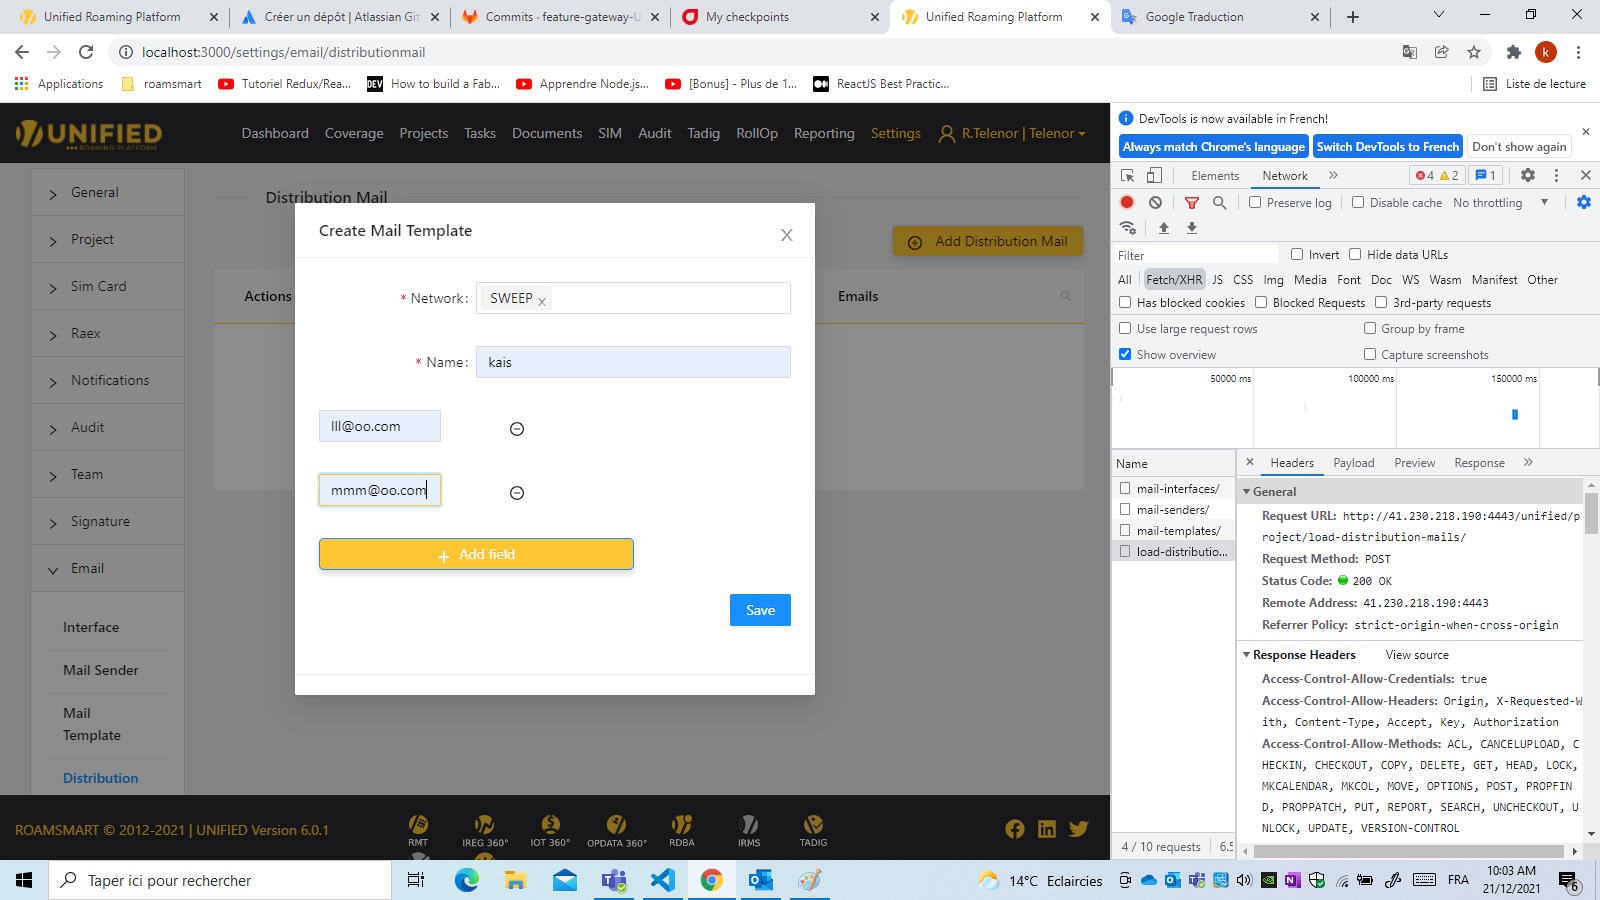 Unified Roaming Platform
Créer un dépôt | Atlassian Git
Commits · feature-gateway-U
My checkpoints
Unified Roaming Platform
Google Traduction
localhost:3000/settings/email/distributionmail
k
Applications
roamsmart
Tutoriel Redux/Rea...
DEV How to build a Fab...
Apprendre Node.js...
[Bonus] - Plus de 1...
ReactJS Best Practic...
Liste de lecture
UNIFIED
ROAMING PLATFORM
Dashboard Coverage Projects Tasks Documents SIM Audit Tadig RollOp Reporting Settings R.Telenor | Telenor
General
Project
Sim Card
Raex
Notifications
Audit
Team
Signature
Email
Interface
Mail Sender
Mail
Template
Distribution
Distribution Mail
Add Distribution Mail
Actions
Emails
Create Mail Template
* Network: SWEEP
* Name: kais
lll@oo.com
mmm@oo.com
+ Add field
Save
ROAMSMART © 2012-2021 | UNIFIED Version 6.0.1
RMT
IREG 360°
IOT 360°
OPDATA 360°
RDBA
IRMS
TADIG
DevTools is now available in French!
Always match Chrome's language
Switch DevTools to French
Don't show again
Elements Network 4 2 1
Preserve log Disable cache No throttling
Filter Invert Hide data URLs
All Fetch/XHR JS CSS Img Media Font Doc WS Wasm Manifest Other
Has blocked cookies Blocked Requests 3rd-party requests
Use large request rows Group by frame
Show overview Capture screenshots
50000 ms 100000 ms 150000 ms
Name
mail-interfaces/
mail-senders/
mail-templates/
load-distributio...
4 / 10 requests 6.5
Headers Payload Preview Response
General
Request URL: http://41.230.218.190:4443/unified/p
roject/load-distribution-mails/
Request Method: POST
Status Code: 200 OK
Remote Address: 41.230.218.190:4443
Referrer Policy: strict-origin-when-cross-origin
Response Headers View source
Access-Control-Allow-Credentials: true
Access-Control-Allow-Headers: Origin, X-Requested-W
ith, Content-Type, Accept, Key, Authorization
Access-Control-Allow-Methods: ACL, CANCELUPLOAD, C
HECKIN, CHECKOUT, COPY, DELETE, GET, HEAD, LOCK,
MKCALENDAR, MKCOL, MOVE, OPTIONS, POST, PROPFIN
D, PROPPATCH, PUT, REPORT, SEARCH, UNCHECKOUT, U
NLOCK, UPDATE, VERSION-CONTROL
Taper ici pour rechercher
14°C Eclaircies
FRA
10:03 AM
21/12/2021
6